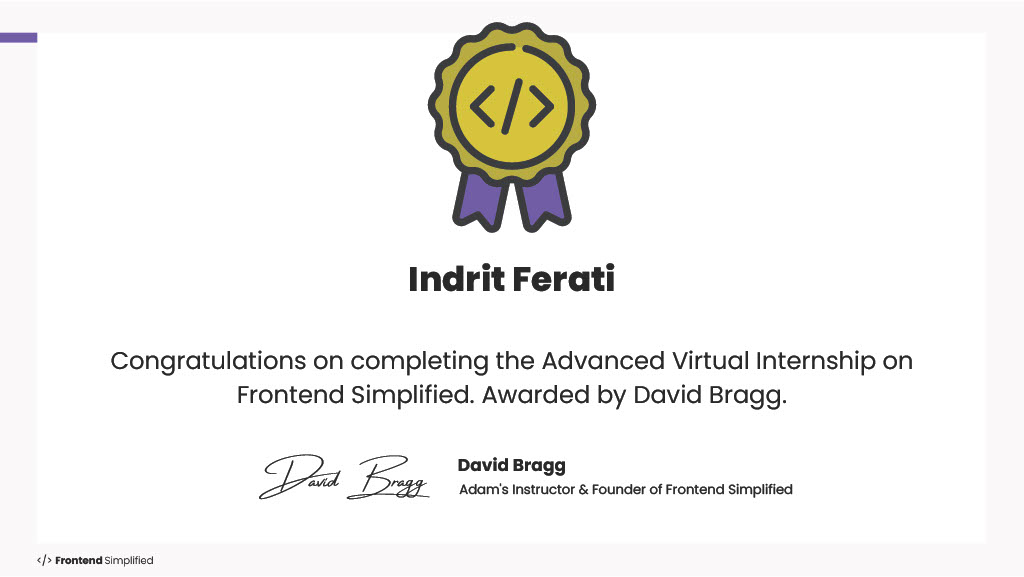 </>
Indrit Ferati
Congratulations on completing the Advanced Virtual Internship on
Frontend Simplified. Awarded by David Bragg.
David Bragg
David Bragg
Adam's Instructor & Founder of Frontend Simplified
</> Frontend Simplified